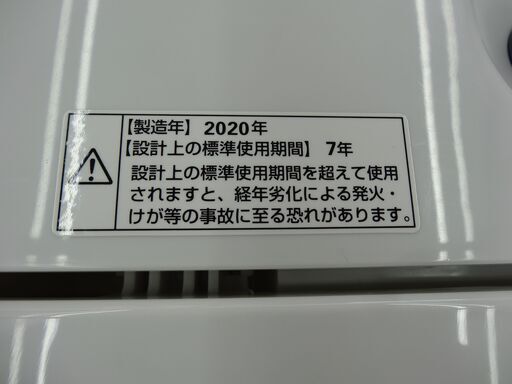 【製造年】 2020年
【設計上の標準使用期間】 7年
設計上の標準使用期間を超えて使用
されますと、経年劣化による発火・
けが等の事故に至る恐れがあります。